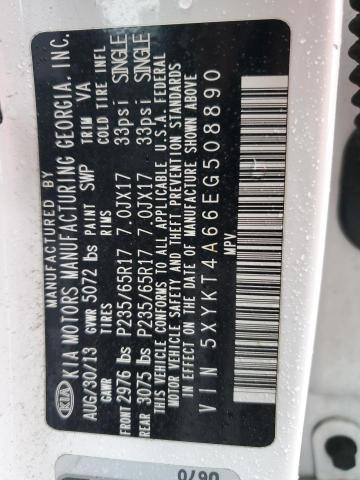 MANUFACTURED BY
KIA KIA MOTORS MANUFACTURING GEORGIA, INC.
AUG/30/13 GVWR 5072 lbs PAINT SWP TRIM VA
GAWR TIRES RIMS COLD TIRE INFL
FRONT 2976 lbs P235/65R17 7.0JX17 33psi SINGLE
REAR 3075 lbs P235/65R17 7.0JX17 33psi SINGLE
THIS VEHICLE CONFORMS TO ALL APPLICABLE U.S.A. FEDERAL
MOTOR VEHICLE SAFETY AND THEFT PREVENTION STANDARDS
IN EFFECT ON THE DATE OF MANUFACTURE SHOWN ABOVE
VIN 5XYKT4A66EG508890
MPV